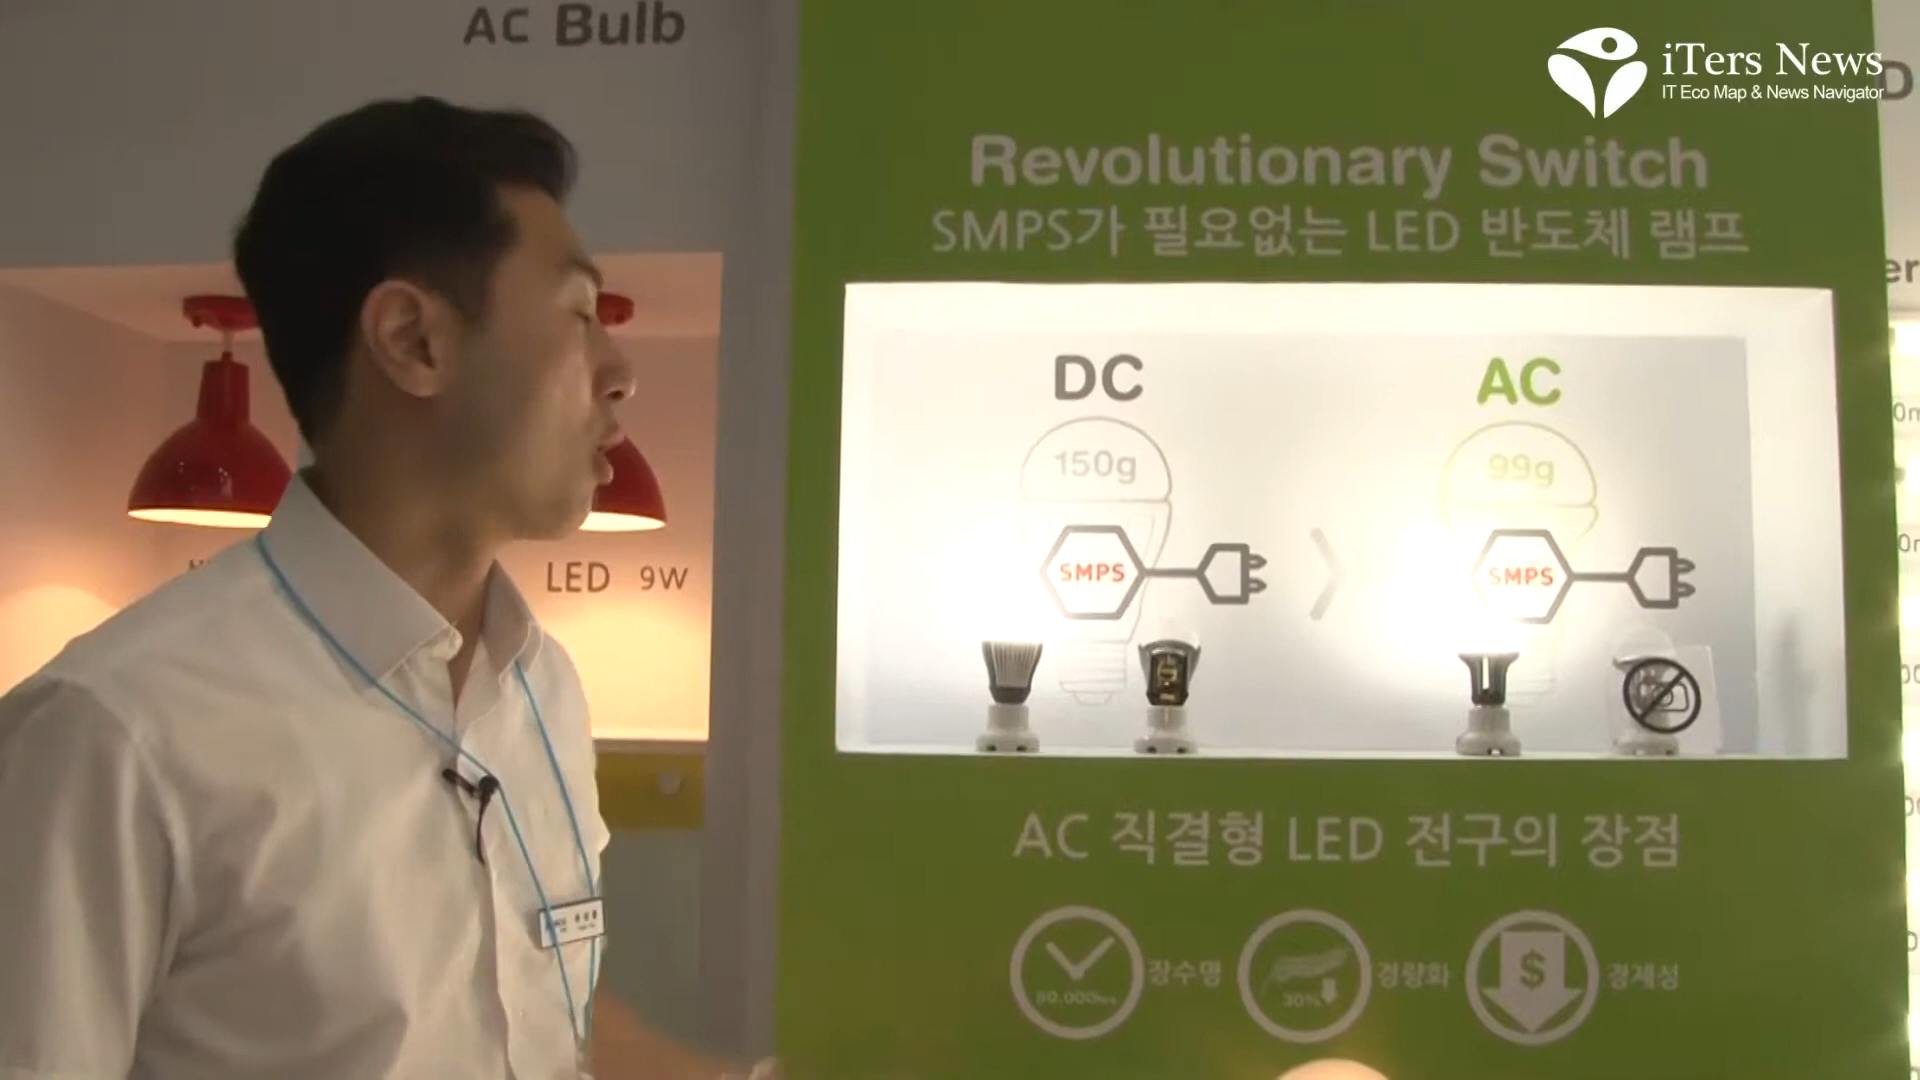 AC Bulb
iTers News
IT Eco Map & News Navigator
Revolutionary Switch
SMPS가 필요없는 LED 반도체 램프
DC
AC
150g
99g
SMPS
SMPS
LED 9W
AC 직결형 LED 전구의 장점
장수명
30%
경량화
$
경제성